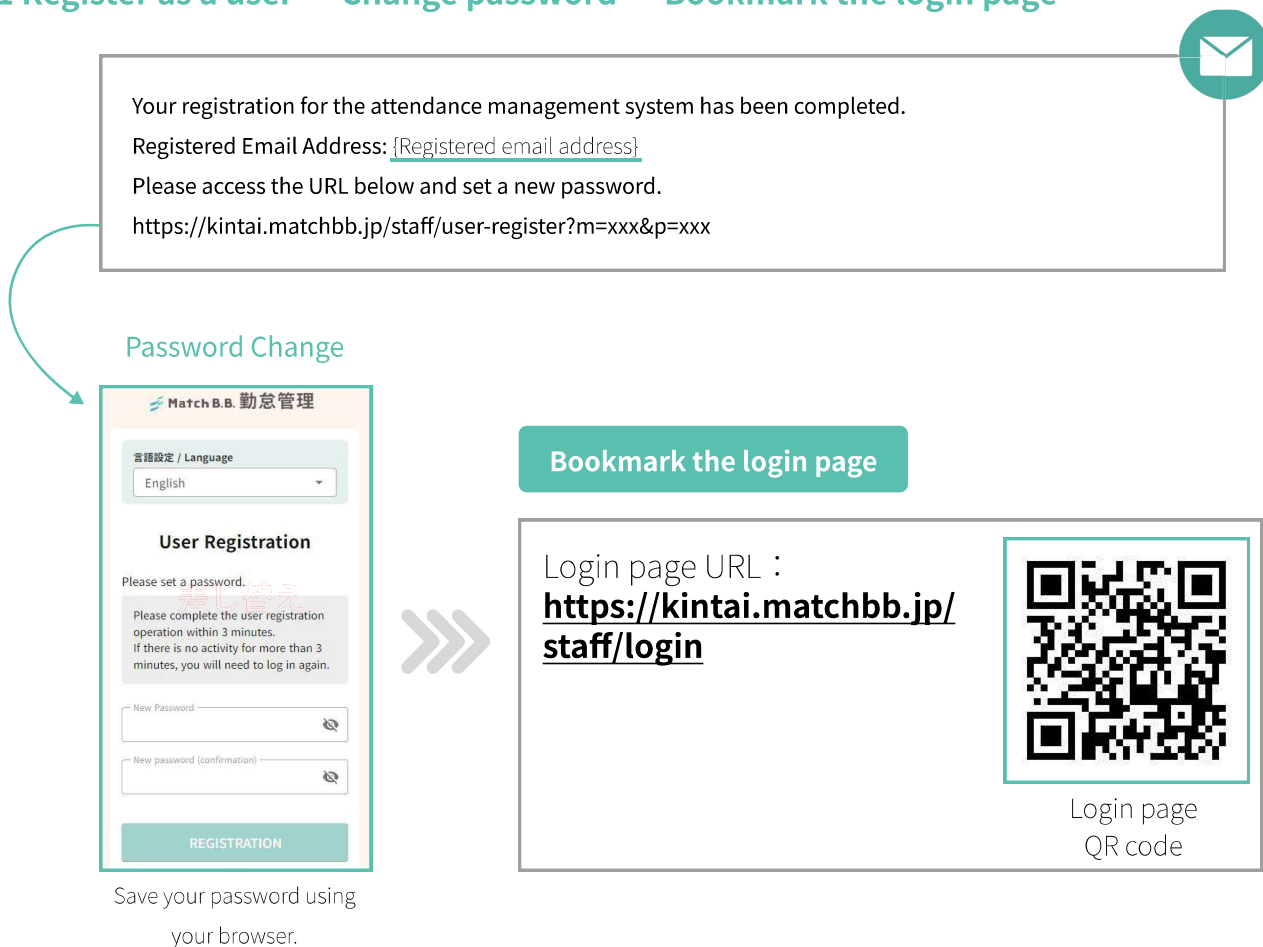 1 Register as a user Change password Bookmark the login page
Your registration for the attendance management system has been completed.
Registered Email Address: {Registered email address}
Please access the URL below and set a new password.
https://kintai.matchbb.jp/staff/user-register?m=xxx&p=xxx
Password Change
Match B.B. 勤怠管理
言語設定 / Language
English
User Registration
Please set a password.
差し替え
Please complete the user registration
operation within 3 minutes.
If there is no activity for more than 3
minutes, you will need to log in again.
New Password
New password (confirmation)
REGISTRATION
Save your password using
your browser.
Bookmark the login page
Login page URL：
https://kintai.matchbb.jp/
staff/login
Login page
QR code